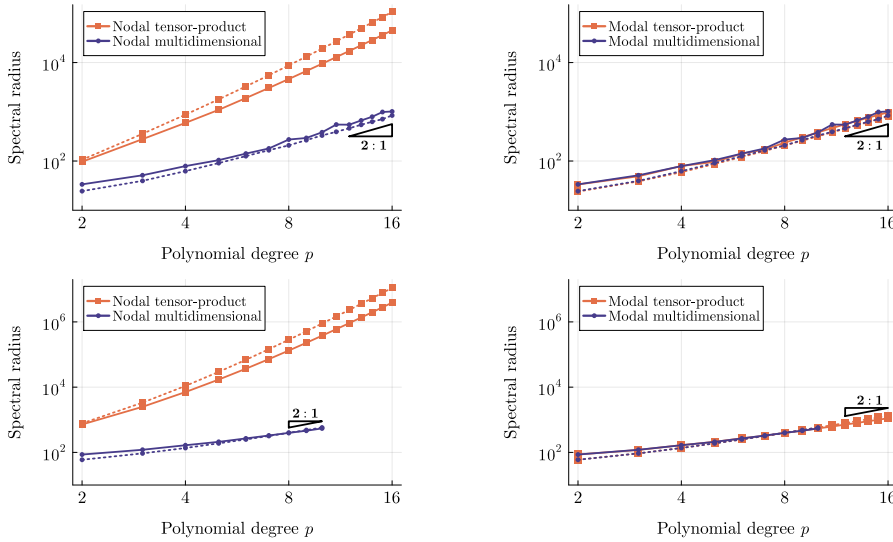 Spectral radius
10^4
10^2
Nodal tensor-product
Nodal multidimensional
2 : 1
2 4 8 16
Polynomial degree p
Spectral radius
10^4
10^2
Modal tensor-product
Modal multidimensional
2 : 1
2 4 8 16
Polynomial degree p
Spectral radius
10^6
10^4
10^2
Nodal tensor-product
Nodal multidimensional
2 : 1
2 4 8 16
Polynomial degree p
Spectral radius
10^6
10^4
10^2
Modal tensor-product
Modal multidimensional
2 : 1
2 4 8 16
Polynomial degree p